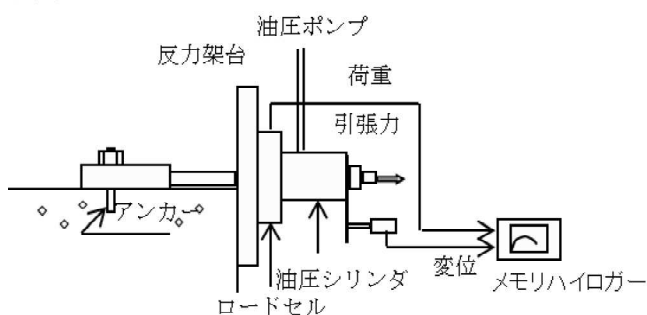 油圧ポンプ
反力架台
荷重
引張力
アンカー
変位
油圧シリンダ
メモリハイロガー
ロードセル